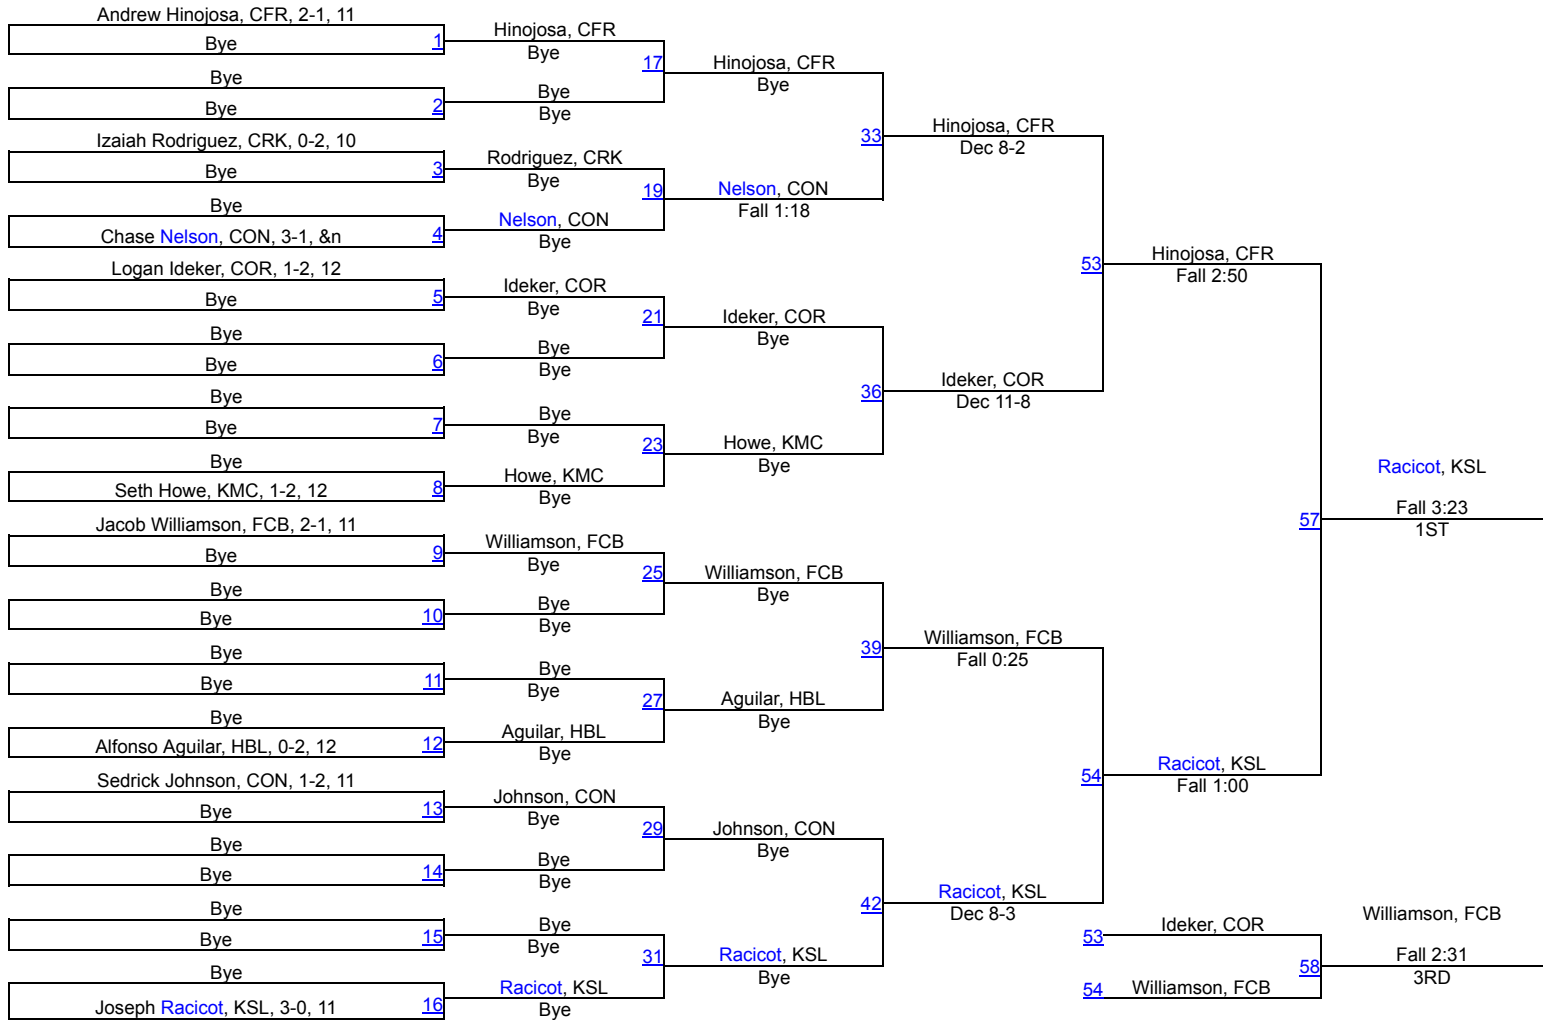 Andrew Hinojosa, CFR, 2-1, 11
Bye
1
Bye
Bye
2
Izaiah Rodriguez, CRK, 0-2, 10
Bye
3
Bye
Chase Nelson, CON, 3-1, &n
4
Logan Ideker, COR, 1-2, 12
Bye
5
Bye
Bye
6
Bye
Bye
7
Bye
Seth Howe, KMC, 1-2, 12
8
Jacob Williamson, FCB, 2-1, 11
Bye
9
Bye
Bye
10
Bye
Bye
11
Bye
Alfonso Aguilar, HBL, 0-2, 12
12
Sedrick Johnson, CON, 1-2, 11
Bye
13
Bye
Bye
14
Bye
Bye
15
Bye
Joseph Racicot, KSL, 3-0, 11
16
Hinojosa, CFR
Bye
17
Bye
Bye
Rodriguez, CRK
Bye
19
Nelson, CON
Bye
Ideker, COR
Bye
21
Bye
Bye
Bye
Bye
23
Howe, KMC
Bye
Williamson, FCB
Bye
25
Bye
Bye
Bye
Bye
27
Aguilar, HBL
Bye
Johnson, CON
Bye
29
Bye
Bye
Bye
Bye
31
Racicot, KSL
Bye
Hinojosa, CFR
Bye
33
Nelson, CON
Fall 1:18
Ideker, COR
Bye
36
Howe, KMC
Bye
Williamson, FCB
Bye
39
Aguilar, HBL
Bye
Johnson, CON
Bye
42
Racicot, KSL
Bye
Hinojosa, CFR
Dec 8-2
53
Ideker, COR
Dec 11-8
Williamson, FCB
Fall 0:25
54
Racicot, KSL
Dec 8-3
Hinojosa, CFR
Fall 2:50
57
Racicot, KSL
Fall 1:00
Racicot, KSL
Fall 3:23
1ST
53
Ideker, COR
58
54
Williamson, FCB
Williamson, FCB
Fall 2:31
3RD